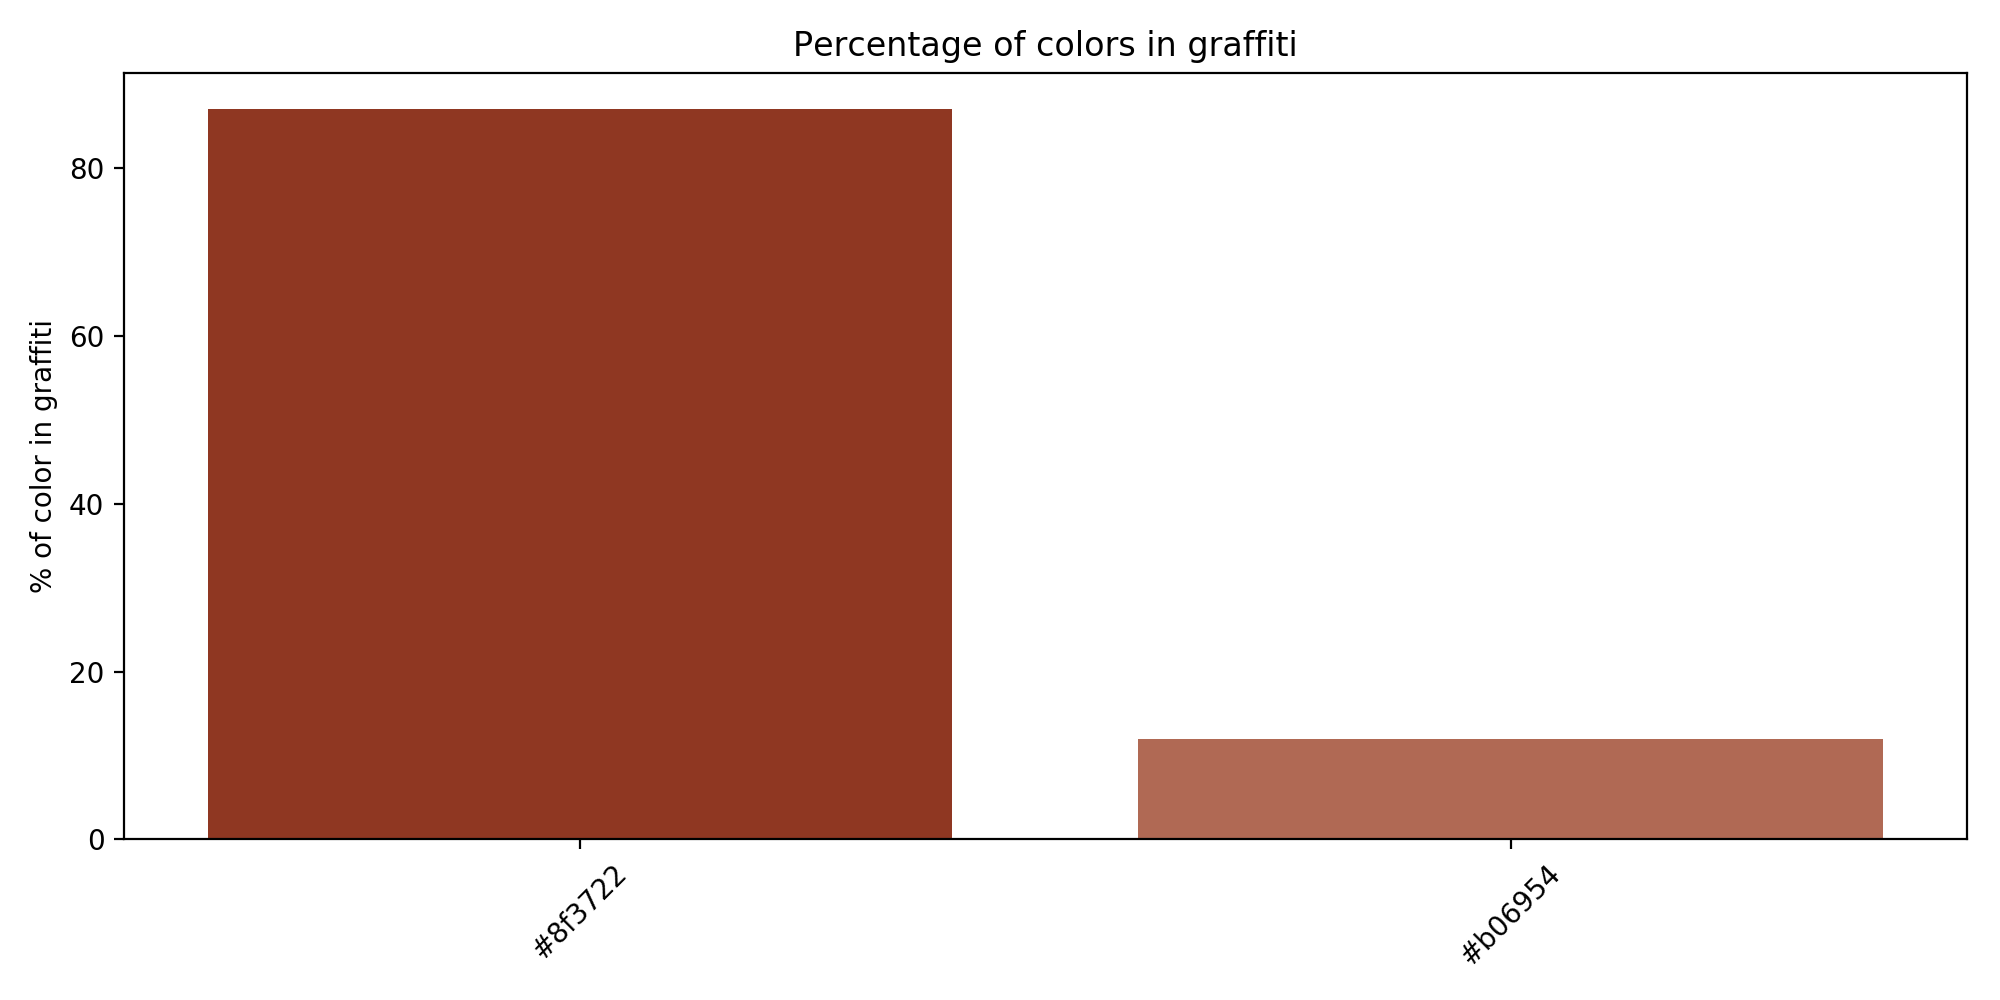 Percentage of colors in graffiti
% of color in graffiti
80
60
40
20
0
#8f3722
#b06954